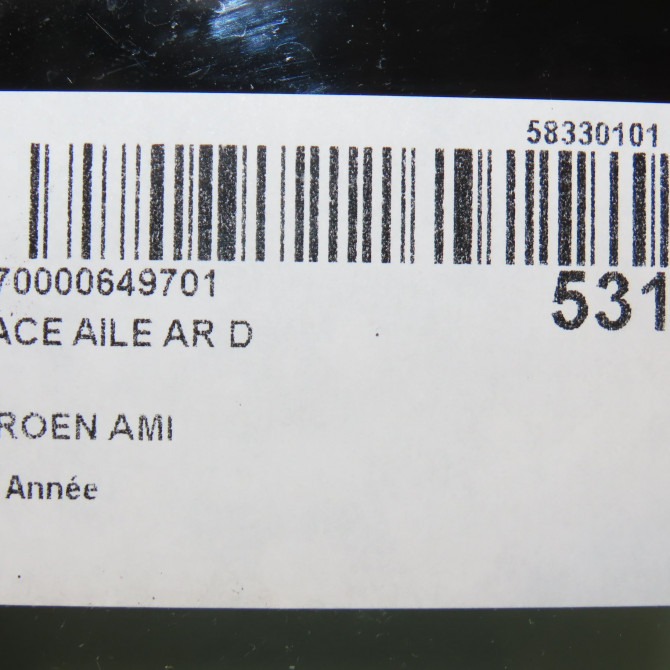 58330101
70000649701
531
ACE AILE AR D
ROEN AMI
Année